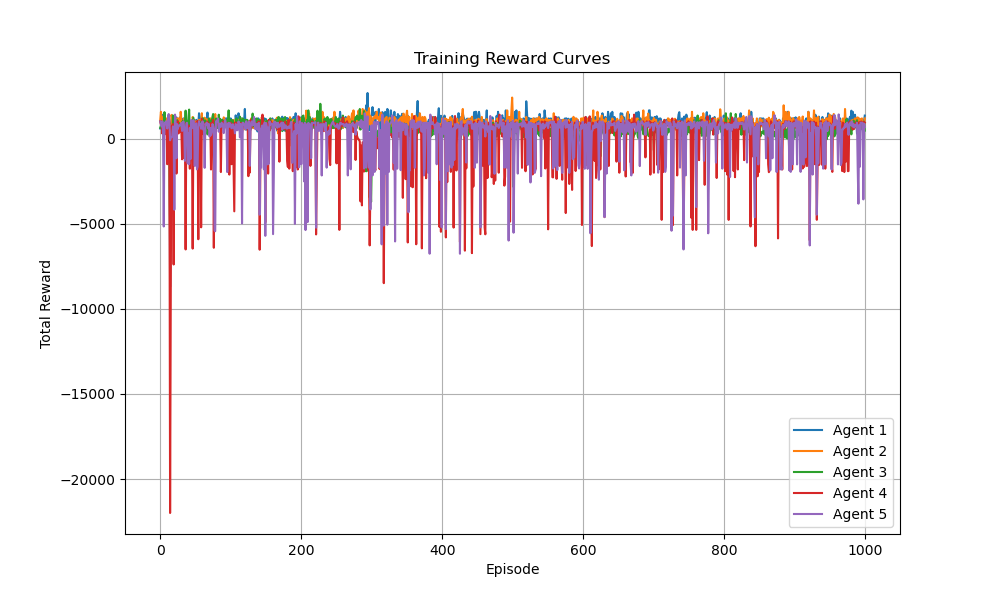 Training Reward Curves
Total Reward
0
−5000
−10000
−15000
−20000
0 200 400 600 800 1000
Episode
Agent 1
Agent 2
Agent 3
Agent 4
Agent 5